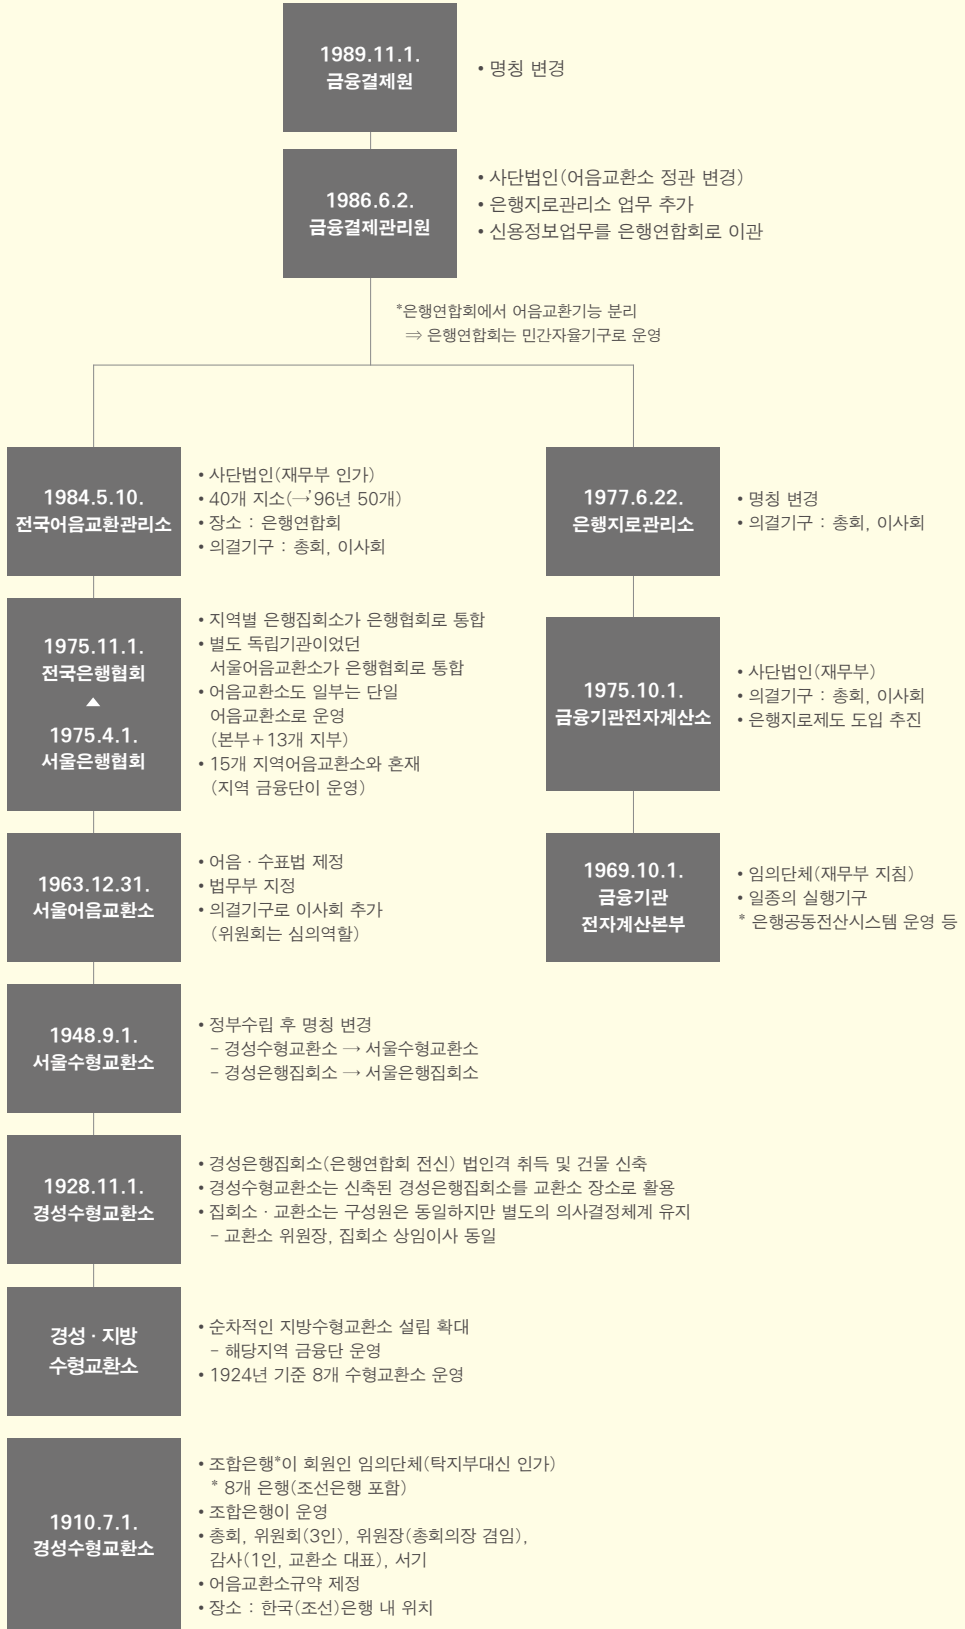 1989.11.1.
금융결제원
• 명칭 변경
1986.6.2.
금융결제관리원
• 사단법인(어음교환소 정관 변경)
• 은행지로관리소 업무 추가
• 신용정보업무를 은행연합회로 이관
*은행연합회에서 어음교환기능 분리
⇒ 은행연합회는 민간자율기구로 운영
1984.5.10.
전국어음교환관리소
• 사단법인(재무부 인가)
• 40개 지소(→'96년 50개)
• 장소 : 은행연합회
• 의결기구 : 총회, 이사회
1977.6.22.
은행지로관리소
• 명칭 변경
• 의결기구 : 총회, 이사회
1975.11.1.
전국은행협회
▲
1975.4.1.
서울은행협회
• 지역별 은행집회소가 은행협회로 통합
• 별도 독립기관이었던
서울어음교환소가 은행협회로 통합
• 어음교환소도 일부는 단일
어음교환소로 운영
(본부+13개 지부)
• 15개 지역어음교환소와 혼재
(지역 금융단이 운영)
1975.10.1.
금융기관전자계산소
• 사단법인(재무부)
• 의결기구 : 총회, 이사회
• 은행지로제도 도입 추진
1963.12.31.
서울어음교환소
• 어음 · 수표법 제정
• 법무부 지정
• 의결기구로 이사회 추가
(위원회는 심의역할)
1969.10.1.
금융기관
전자계산본부
• 임의단체(재무부 지침)
• 일종의 실행기구
* 은행공동전산시스템 운영 등
1948.9.1.
서울수형교환소
• 정부수립 후 명칭 변경
- 경성수형교환소 → 서울수형교환소
- 경성은행집회소 → 서울은행집회소
1928.11.1.
경성수형교환소
• 경성은행집회소(은행연합회 전신) 법인격 취득 및 건물 신축
• 경성수형교환소는 신축된 경성은행집회소를 교환소 장소로 활용
• 집회소 · 교환소는 구성원은 동일하지만 별도의 의사결정체계 유지
- 교환소 위원장, 집회소 상임이사 동일
경성 · 지방
수형교환소
• 순차적인 지방수형교환소 설립 확대
- 해당지역 금융단 운영
• 1924년 기준 8개 수형교환소 운영
1910.7.1.
경성수형교환소
• 조합은행*이 회원인 임의단체(탁지부대신 인가)
* 8개 은행(조선은행 포함)
• 조합은행이 운영
• 총회, 위원회(3인), 위원장(총회의장 겸임),
감사(1인, 교환소 대표), 서기
• 어음교환소규약 제정
• 장소 : 한국(조선)은행 내 위치